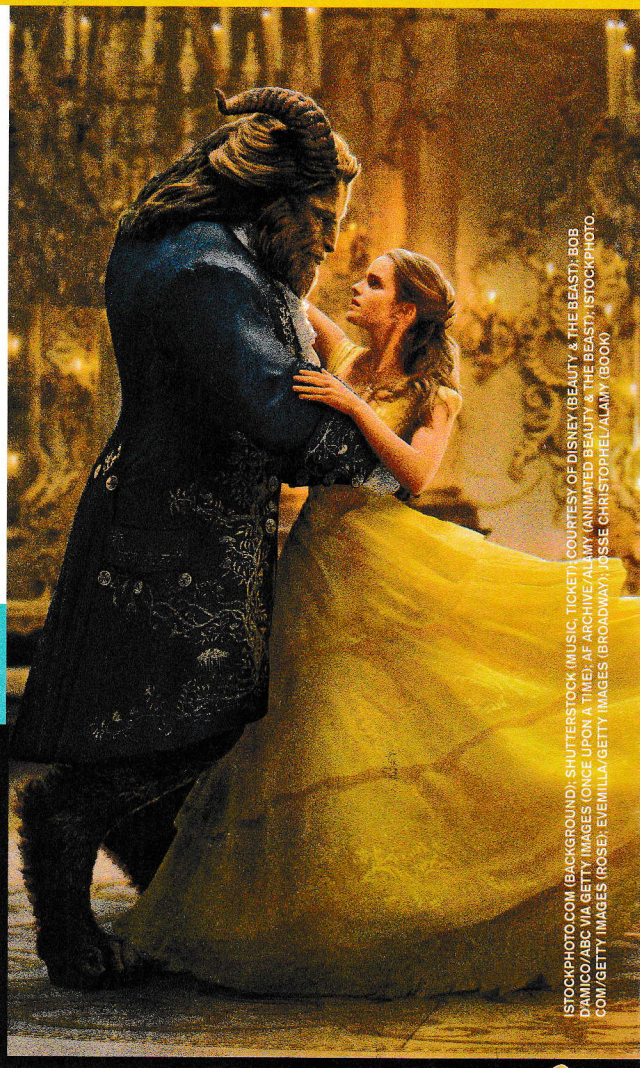 ISTOCKPHOTO.COM (BACKGROUND); SHUTTERSTOCK (MUSIC, TICKET); COURTESY OF DISNEY (BEAUTY & THE BEAST); BOB
D'AMICO/ABC VIA GETTY IMAGES (ONCE UPON A TIME); AF ARCHIVE/ALAMY (ANIMATED BEAUTY & THE BEAST); ISTOCKPHOTO.
COM/GETTY IMAGES (ROSE); EVEMILLA/GETTY IMAGES (BROADWAY); JOSSE CHRISTOPHEL/ALAMY (BOOK)